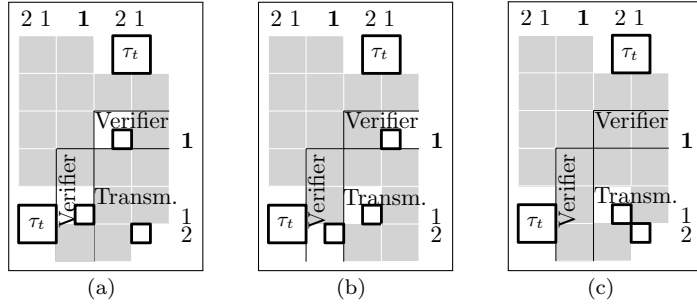 2 1 1 2 1
τt
Verifier
1
Verifier
Transm.
τt
1
2
(a)
2 1 1 2 1
τt
Verifier
1
Verifier
Transm.
τt
1
2
(b)
2 1 1 2 1
τt
Verifier
1
Verifier
Transm.
τt
1
2
(c)